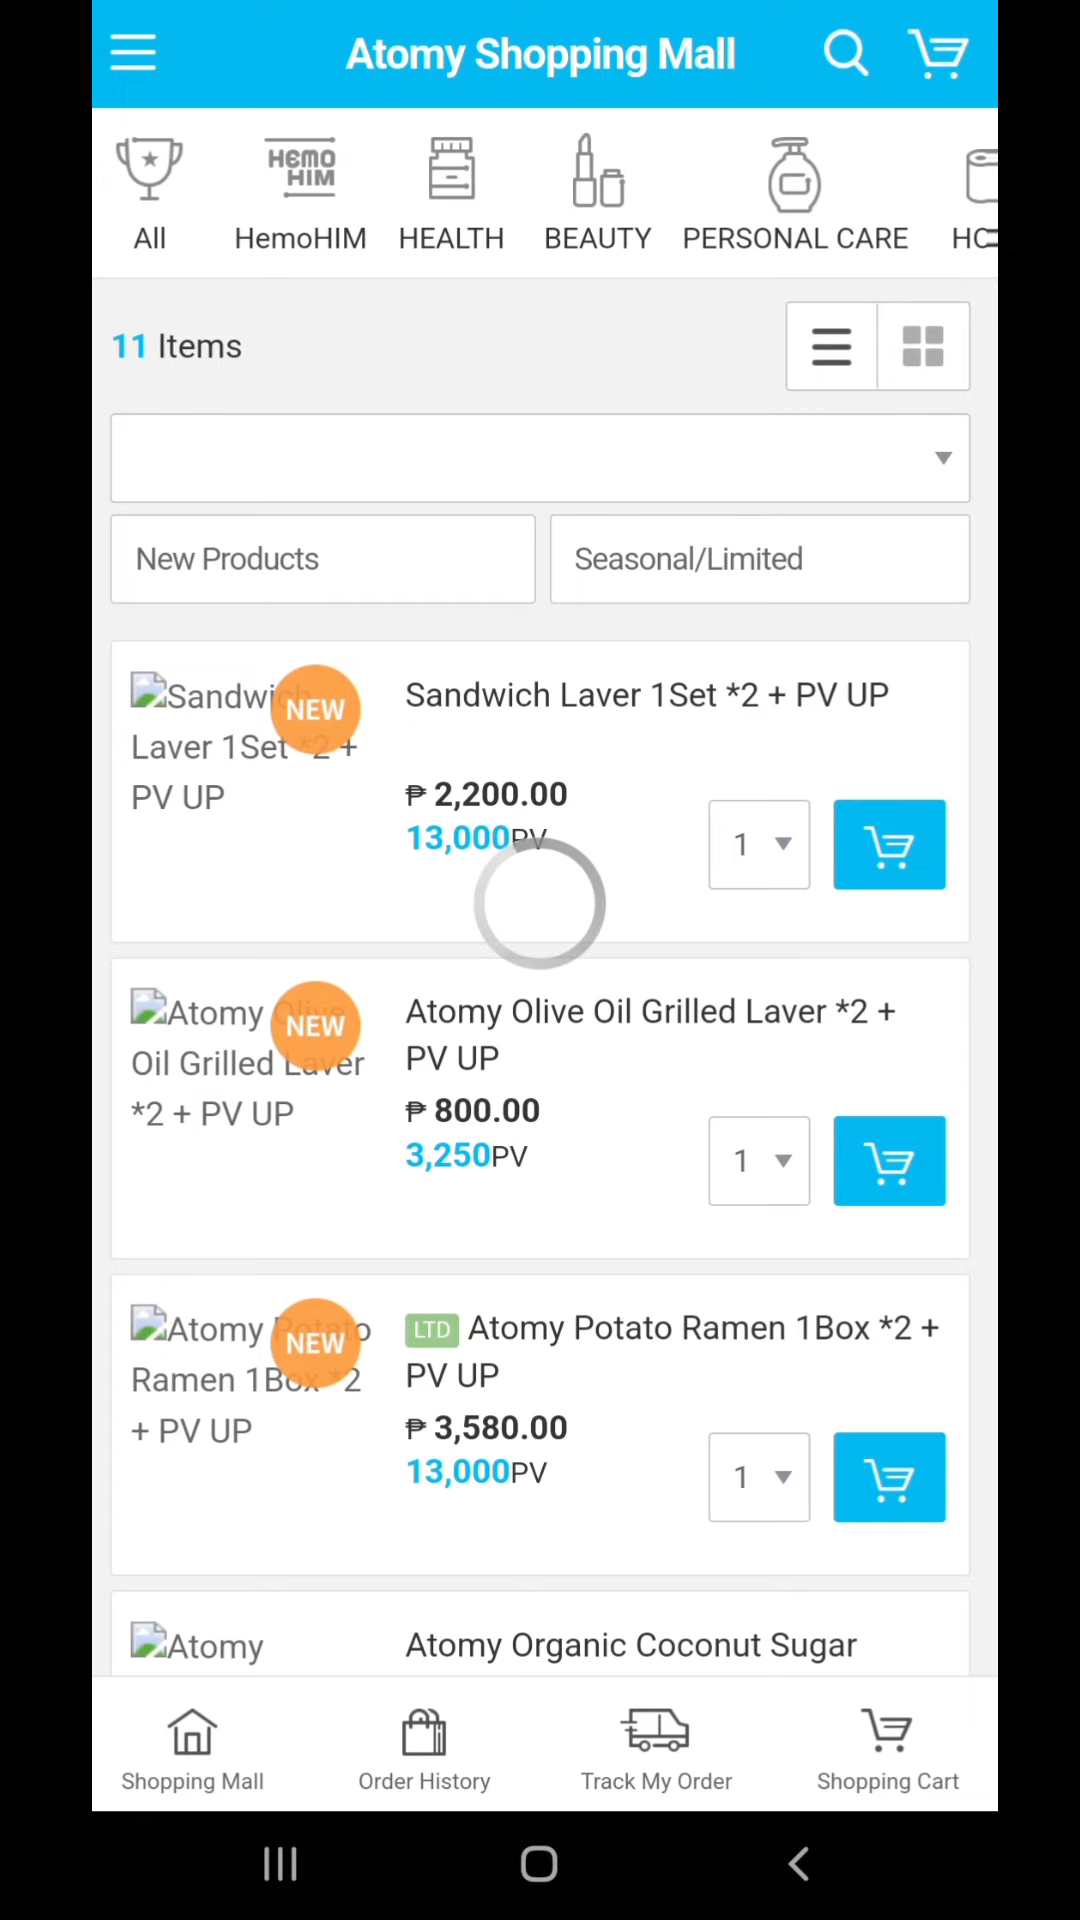 Atomy Shopping Mall
HEMO
HIM
All HemoHIM HEALTH BEAUTY PERSONAL CARE
11 Items
New Products Seasonal/Limited
Sandwich
Laver 1Set *2 +
PV UP
NEW
Sandwich Laver 1Set *2 + PV UP
₱ 2,200.00
13,000PV
1
Atomy Olive
Oil Grilled Laver
*2 + PV UP
NEW
Atomy Olive Oil Grilled Laver *2 +
PV UP
₱ 800.00
3,250PV
1
Atomy Potato
Ramen 1Box *2
+ PV UP
NEW
LTD Atomy Potato Ramen 1Box *2 +
PV UP
₱ 3,580.00
13,000PV
1
Atomy
Atomy Organic Coconut Sugar
Shopping Mall Order History Track My Order Shopping Cart